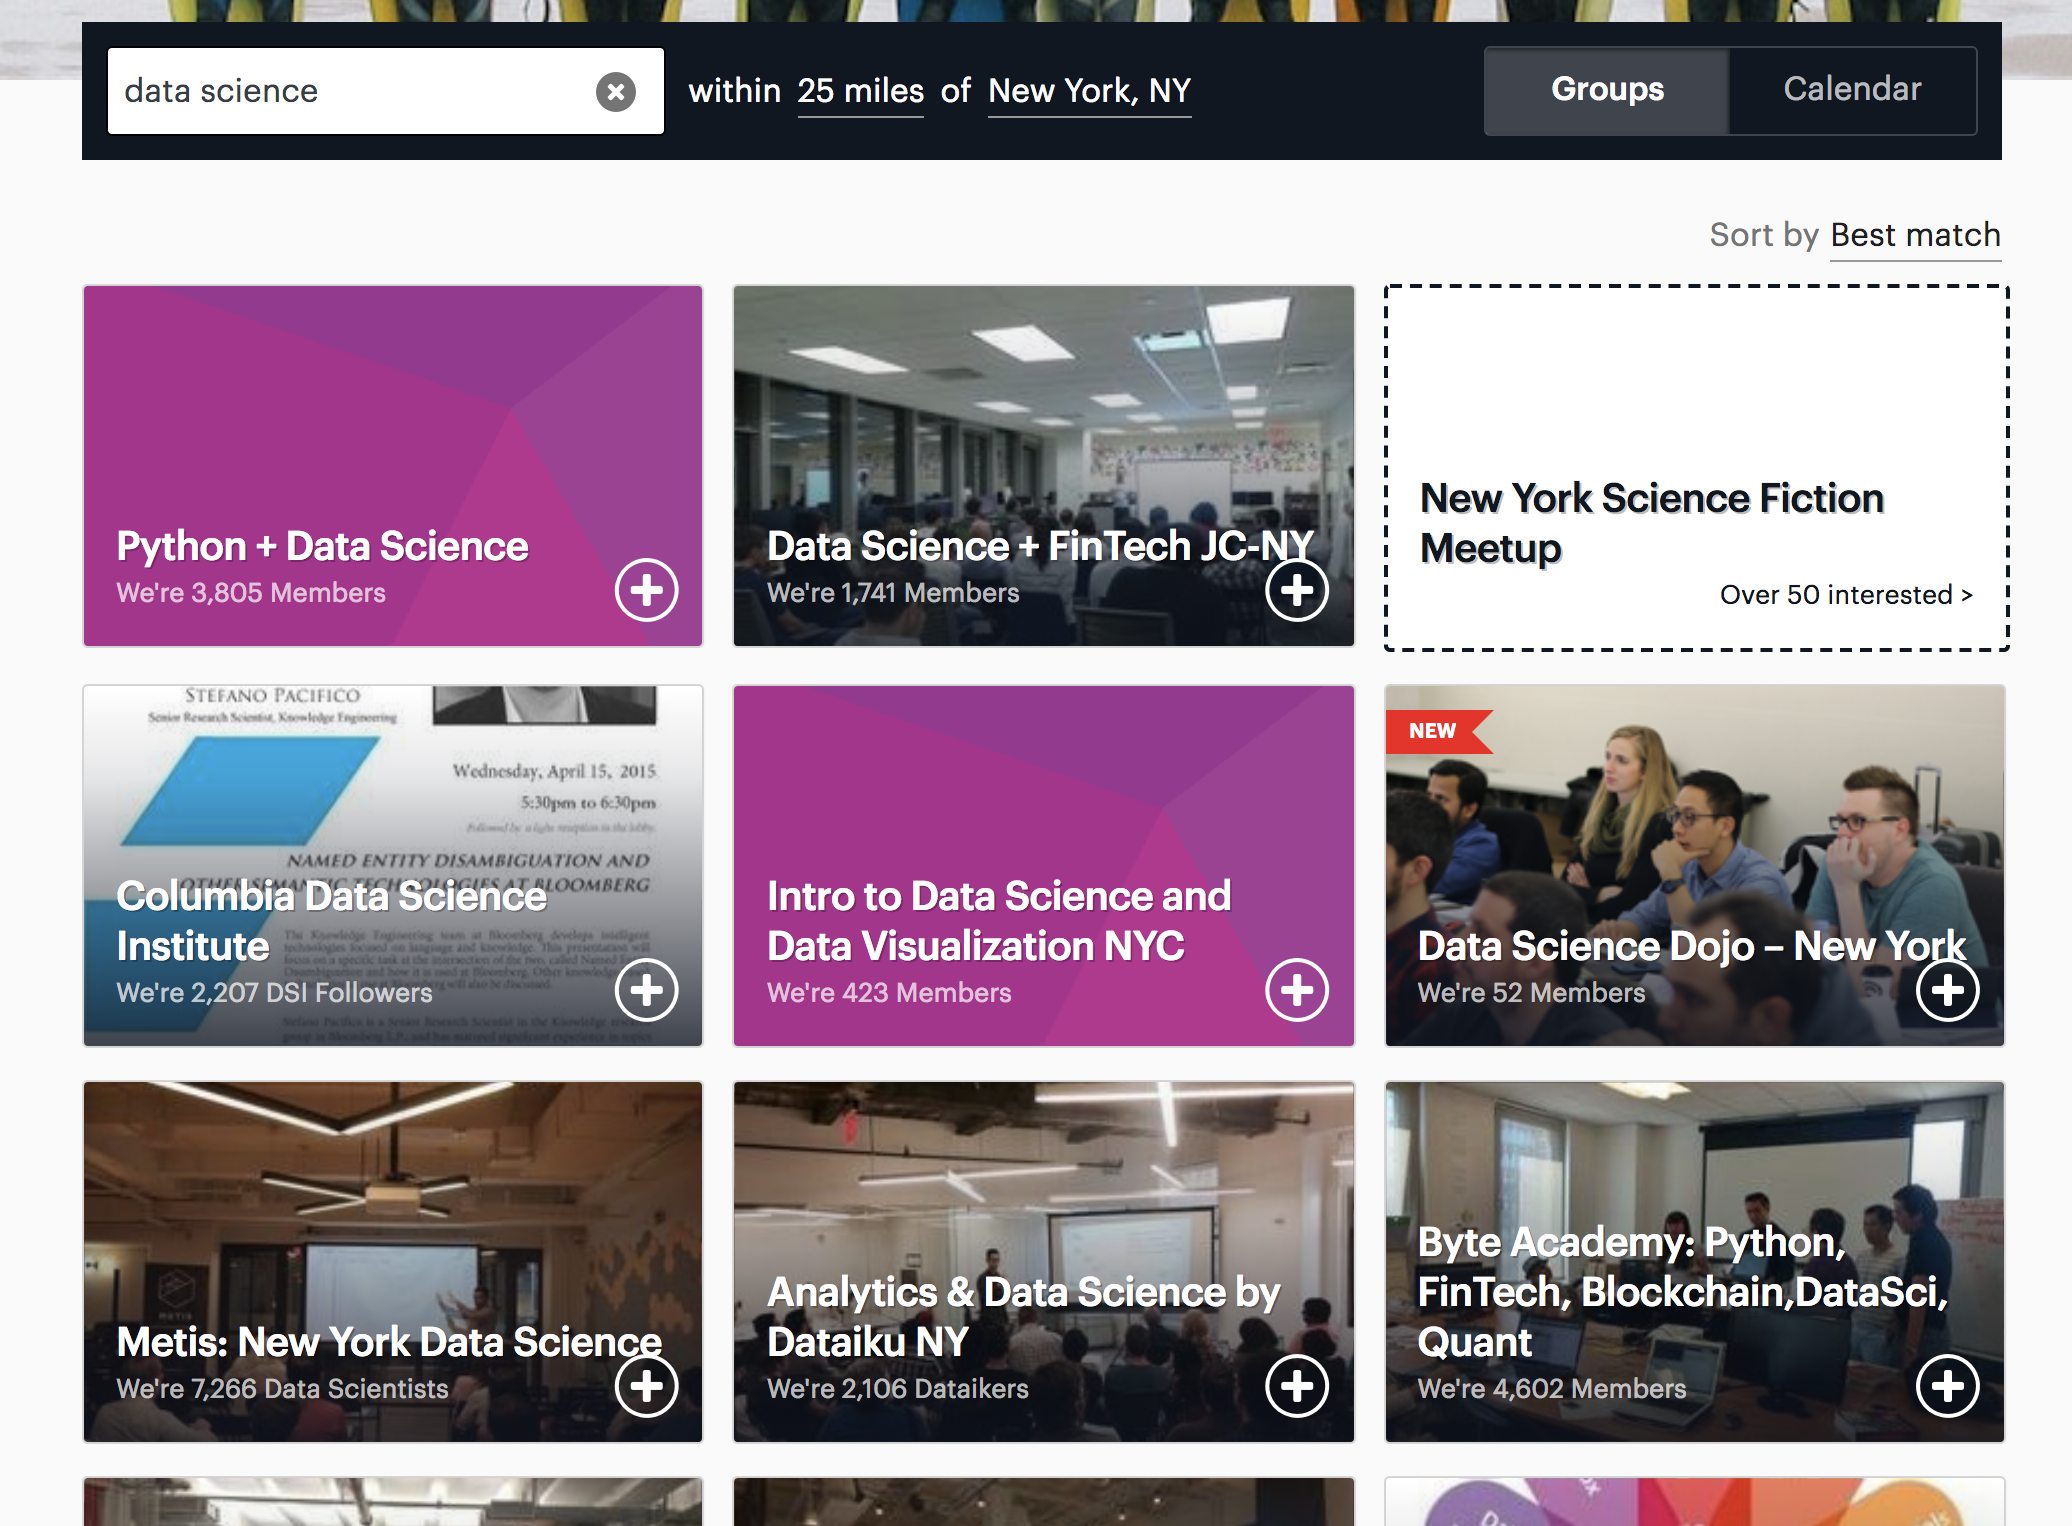 data science
within 25 miles of New York, NY
Groups
Calendar
Sort by Best match
Python + Data Science
We're 3,805 Members
Data Science + FinTech JC-NY
We're 1,741 Members
New York Science Fiction
Meetup
Over 50 interested >
STEFANO PACIFICO
Senior Research Scientist, Knowledge Engineering
Wednesday, April 15, 2015
5:30pm to 6:30pm
Followed by a light reception in the lobby.
NAMED ENTITY DISAMBIGUATION AND
OTHER SEMANTIC TECHNOLOGIES AT BLOOMBERG
Columbia Data Science
Institute
We're 2,207 DSI Followers
Intro to Data Science and
Data Visualization NYC
We're 423 Members
NEW
Data Science Dojo – New York
We're 52 Members
METIS
Metis: New York Data Science
We're 7,266 Data Scientists
Analytics & Data Science by
Dataiku NY
We're 2,106 Dataikers
Byte Academy: Python,
FinTech, Blockchain,DataSci,
Quant
We're 4,602 Members